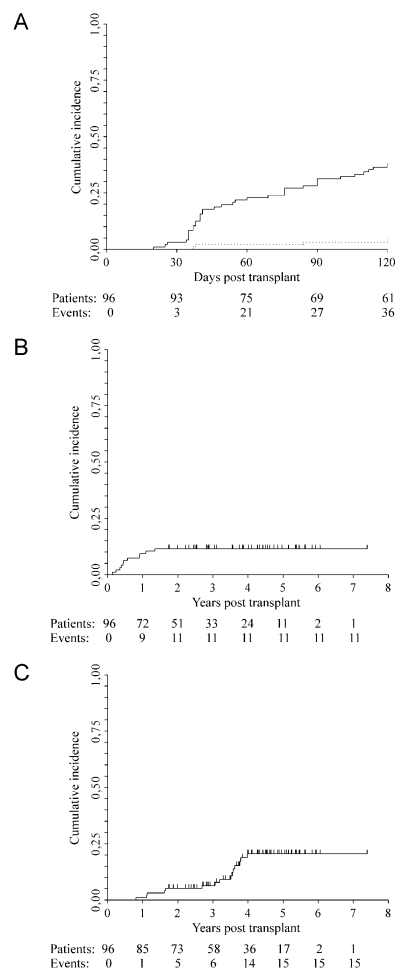 A
Cumulative incidence
1,00
0,75
0,50
0,25
0,00
0 30 60 90 120
Days post transplant
Patients: 96 93 75 69 61
Events: 0 3 21 27 36
B
Cumulative incidence
1,00
0,75
0,50
0,25
0,00
0 1 2 3 4 5 6 7 8
Years post transplant
Patients: 96 72 51 33 24 11 2 1
Events: 0 9 11 11 11 11 11 11
C
Cumulative incidence
1,00
0,75
0,50
0,25
0,00
0 1 2 3 4 5 6 7 8
Years post transplant
Patients: 96 85 73 58 36 17 2 1
Events: 0 1 5 6 14 15 15 15